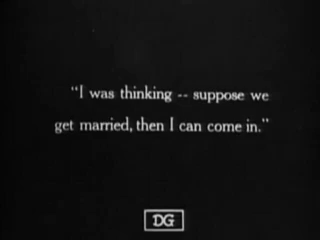 "I was thinking -- suppose we
get married, then I can come in."
DG